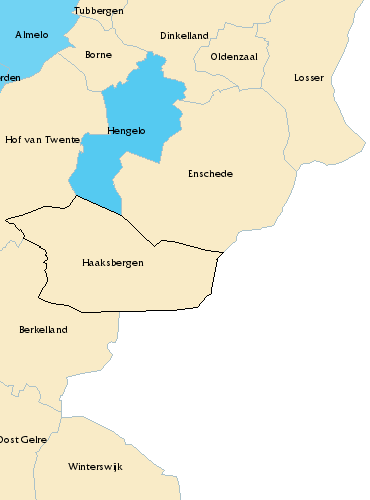 Tubbergen
Almelo
Dinkelland
Borne
Oldenzaal
rden
Losser
Hengelo
Hof van Twente
Enschede
Haaksbergen
Berkelland
Oost Gelre
Winterswijk